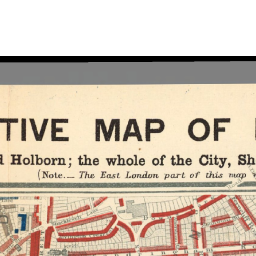 TIVE MAP OF
d Holborn; the whole of the City, Sh
(Note.— The East London part of this map w